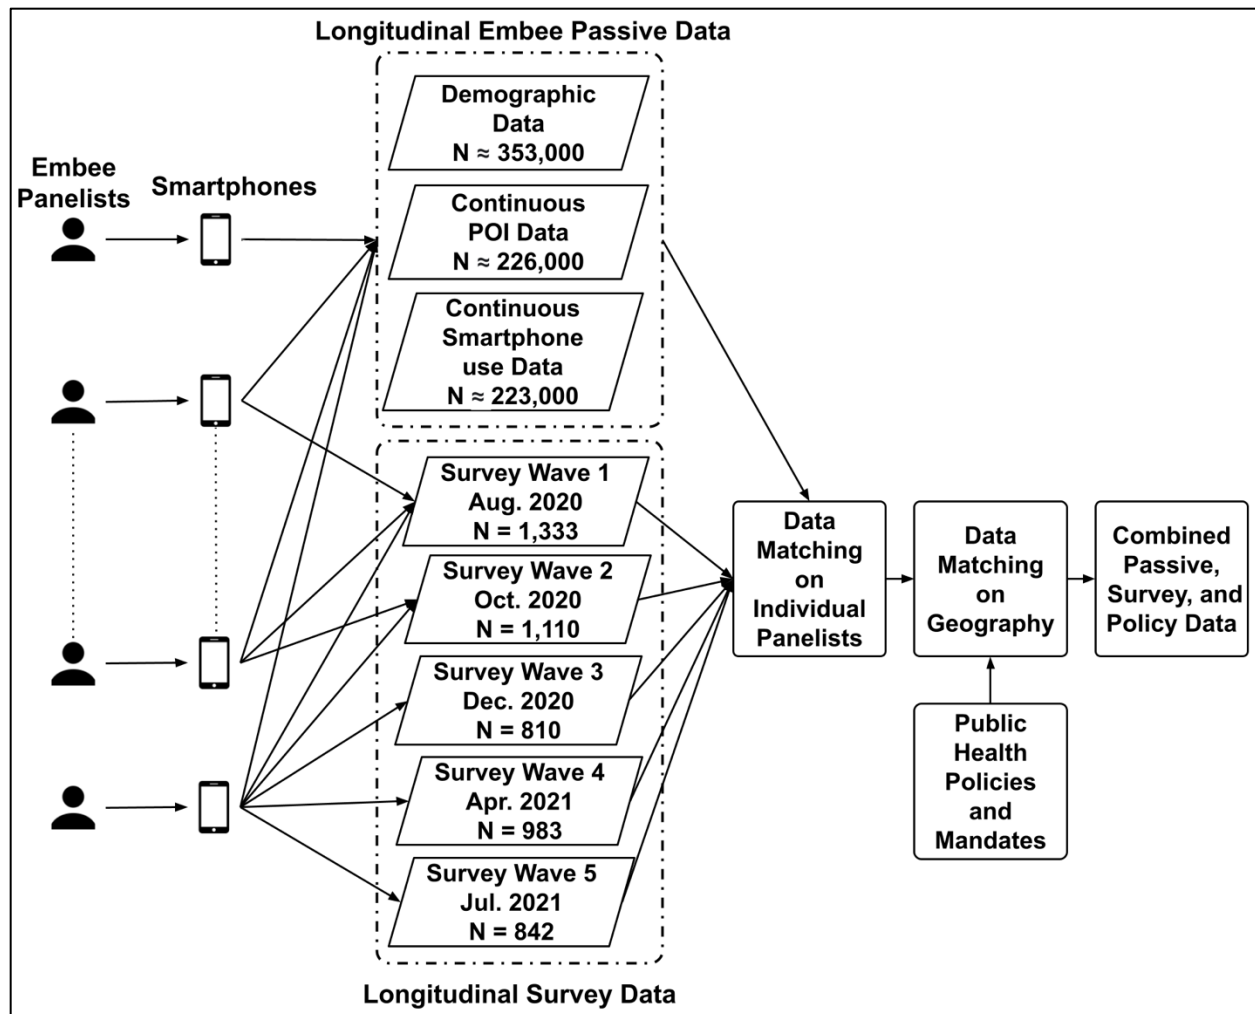 Longitudinal Embee Passive Data
Embee
Panelists
Smartphones
Demographic
Data
N ≈ 353,000
Continuous
POI Data
N ≈ 226,000
Continuous
Smartphone
use Data
N ≈ 223,000
Survey Wave 1
Aug. 2020
N = 1,333
Survey Wave 2
Oct. 2020
N = 1,110
Survey Wave 3
Dec. 2020
N = 810
Survey Wave 4
Apr. 2021
N = 983
Survey Wave 5
Jul. 2021
N = 842
Longitudinal Survey Data
Data
Matching
on
Individual
Panelists
Data
Matching
on
Geography
Combined
Passive,
Survey, and
Policy Data
Public
Health
Policies
and
Mandates